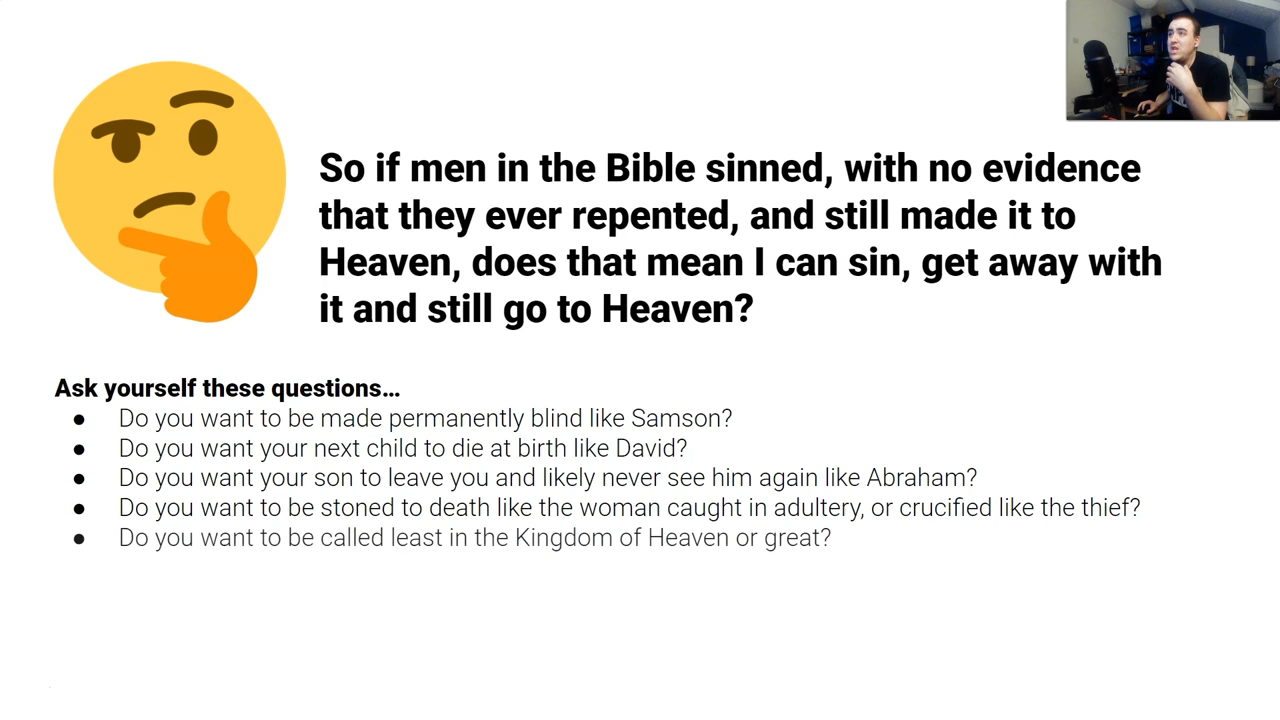 So if men in the Bible sinned, with no evidence
that they ever repented, and still made it to
Heaven, does that mean I can sin, get away with
it and still go to Heaven?
Ask yourself these questions…
● Do you want to be made permanently blind like Samson?
● Do you want your next child to die at birth like David?
● Do you want your son to leave you and likely never see him again like Abraham?
● Do you want to be stoned to death like the woman caught in adultery, or crucified like the thief?
● Do you want to be called least in the Kingdom of Heaven or great?